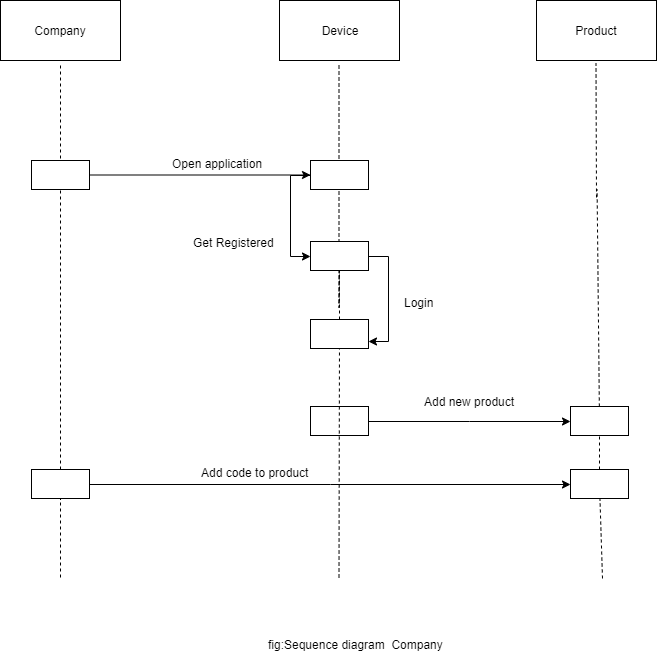 Company
Device
Product
Open application
Get Registered
Login
Add new product
Add code to product
fig:Sequence diagram  Company